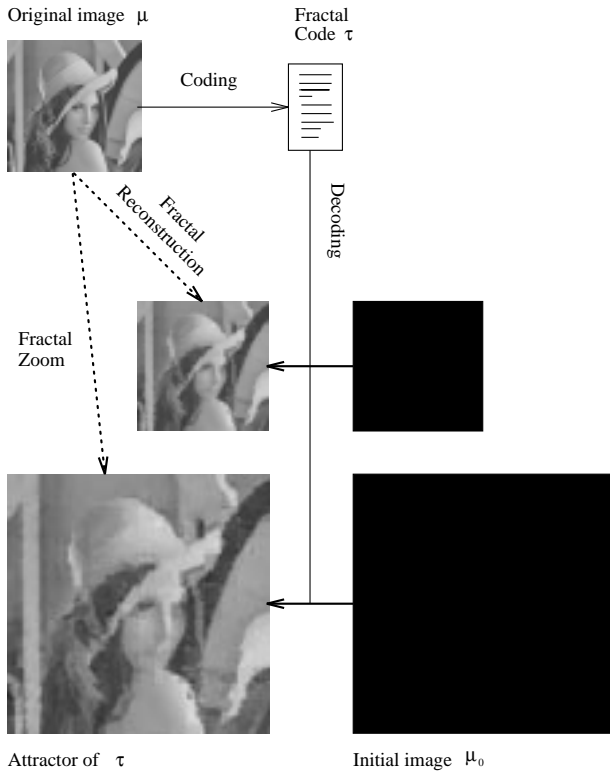 Original image μ
Fractal
Code τ
Coding
Decoding
Fractal
Reconstruction
Fractal
Zoom
Attractor of τ
Initial image μ₀